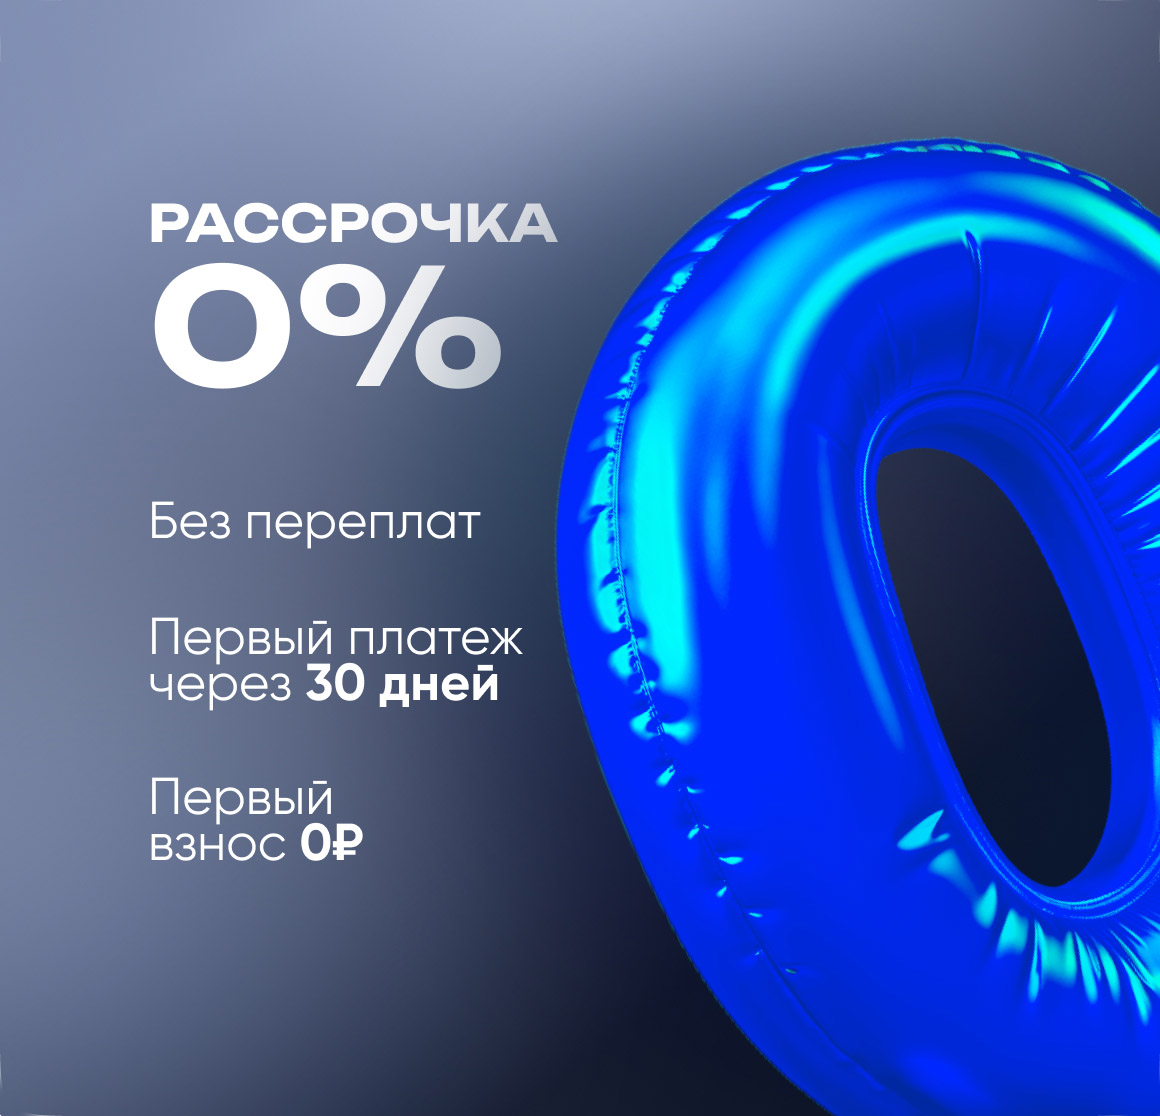 РАССРОЧКА
0%
Без переплат
Первый платеж
через 30 дней
Первый
взнос 0₽